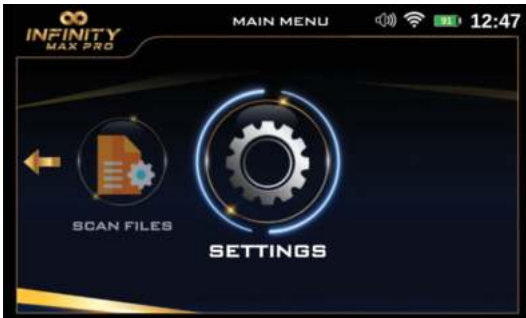 INFINITY
MAX PRO
MAIN MENU
91
12:47
SCAN FILES
SETTINGS